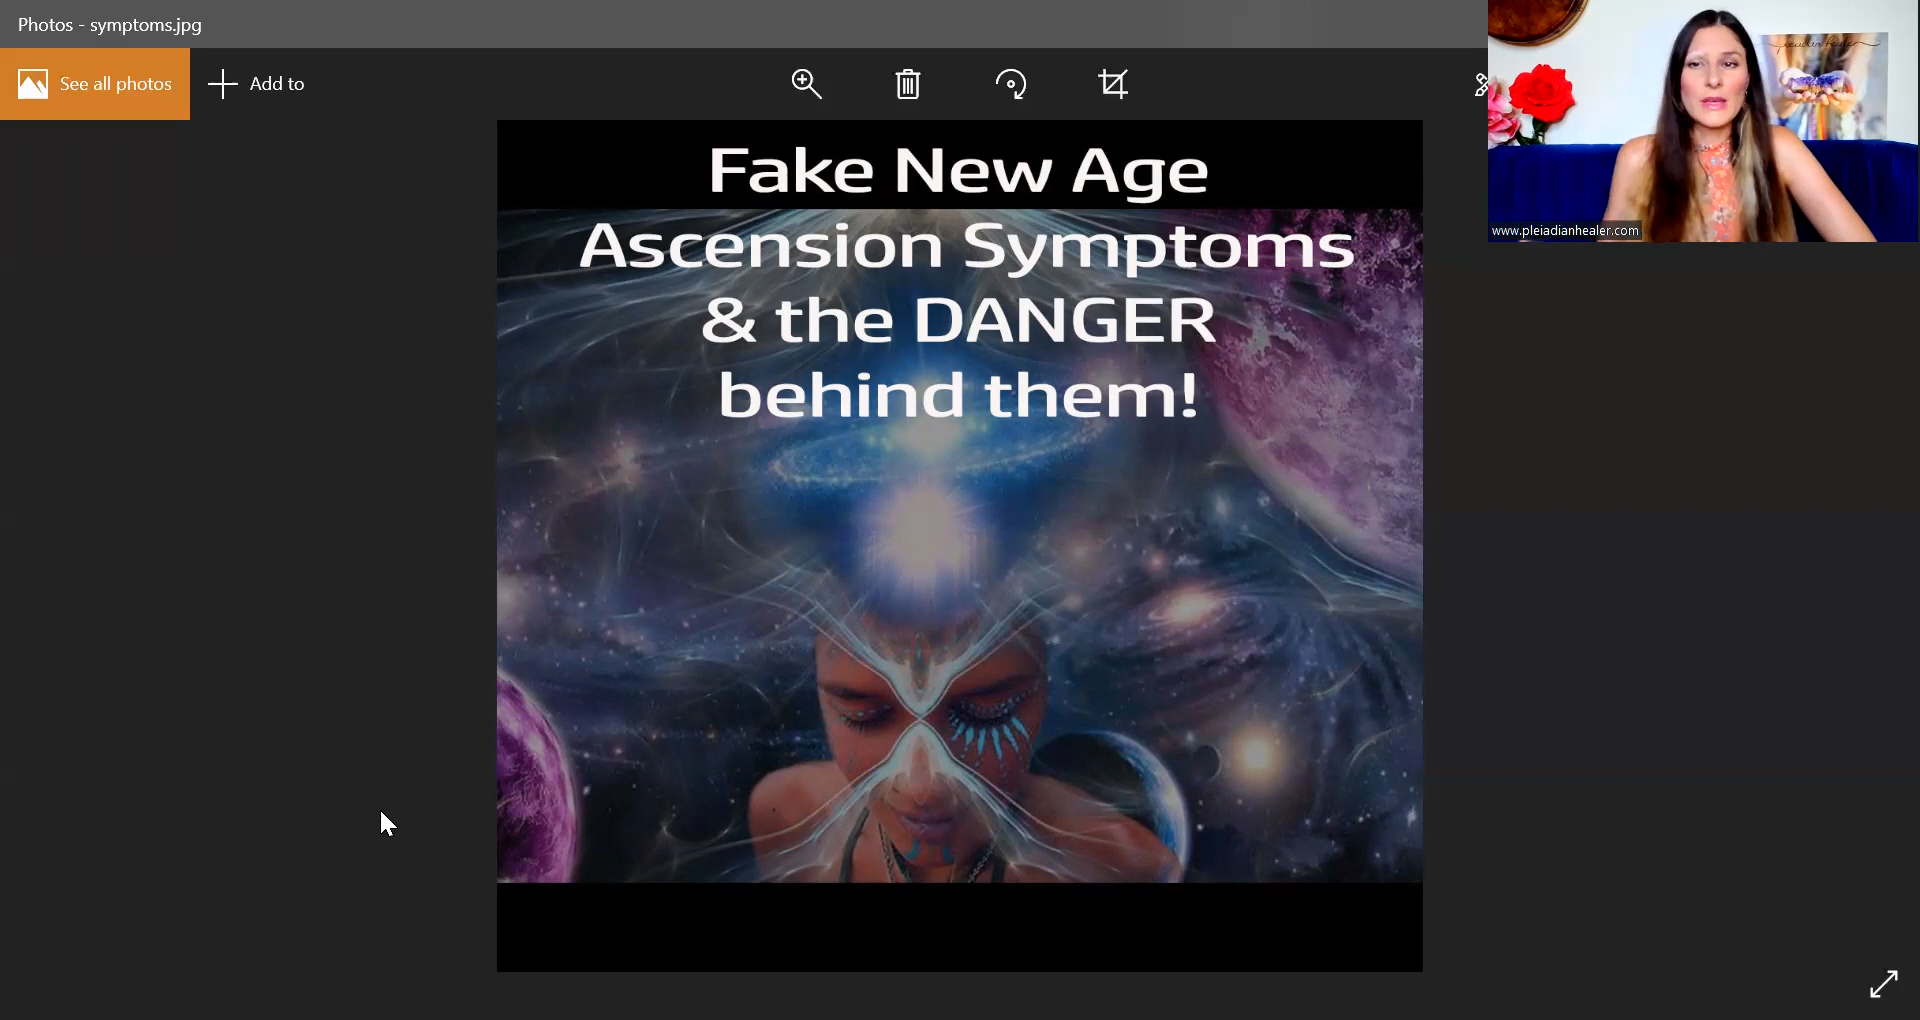 Photos - symptoms.jpg
See all photos
Add to
Fake New Age
Ascension Symptoms
& the DANGER
behind them!
pleiadianhealer
www.pleiadianhealer.com